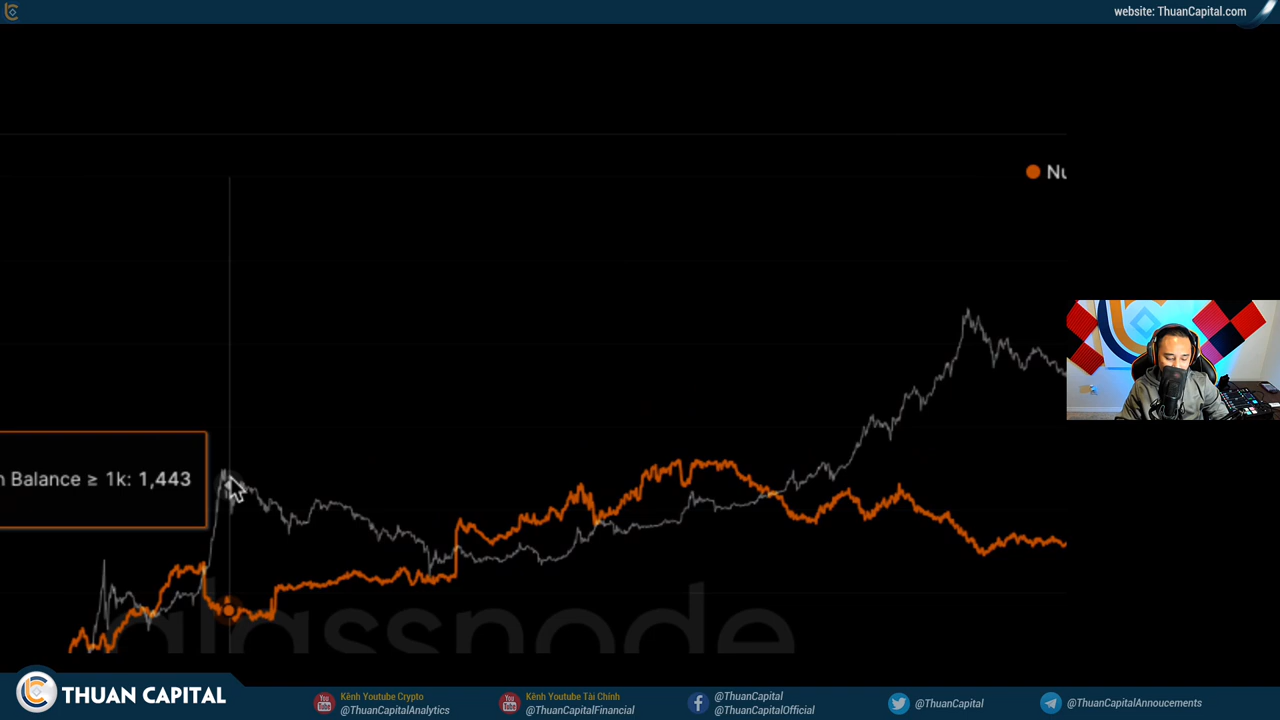 website: ThuanCapital.com
Nu
n Balance ≥ 1k: 1,443
glassnode
THUAN CAPITAL
Kênh Youtube Crypto
@ThuanCapitalAnalytics
Kênh Youtube Tài Chính
@ThuanCapitalFinancial
@ThuanCapital
@ThuanCapitalOfficial
@ThuanCapital
@ThuanCapitalAnnoucements